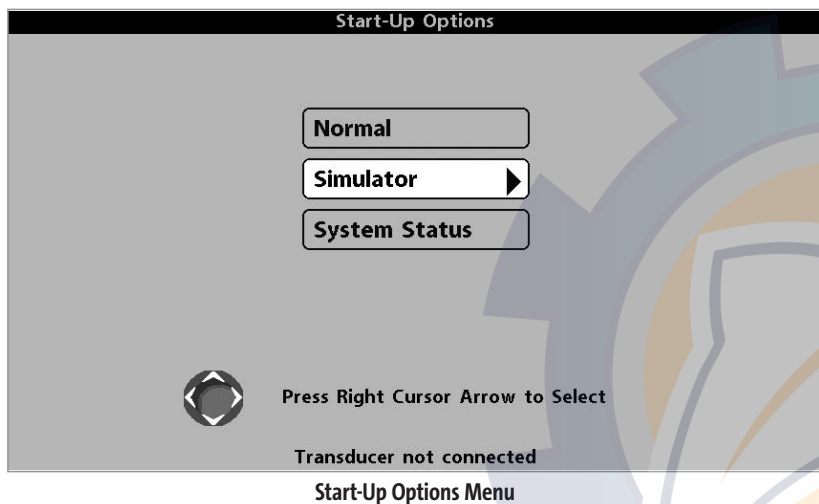 Start-Up Options
Normal
Simulator
System Status
Press Right Cursor Arrow to Select
Transducer not connected
Start-Up Options Menu